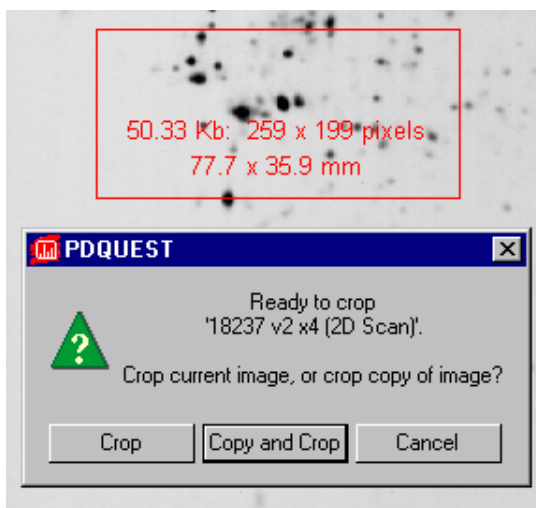 50.33 Kb: 259 x 199 pixels
77.7 x 35.9 mm
PDQUEST
Ready to crop
'18237 v2 x4 (2D Scan)'.
Crop current image, or crop copy of image?
Crop
Copy and Crop
Cancel